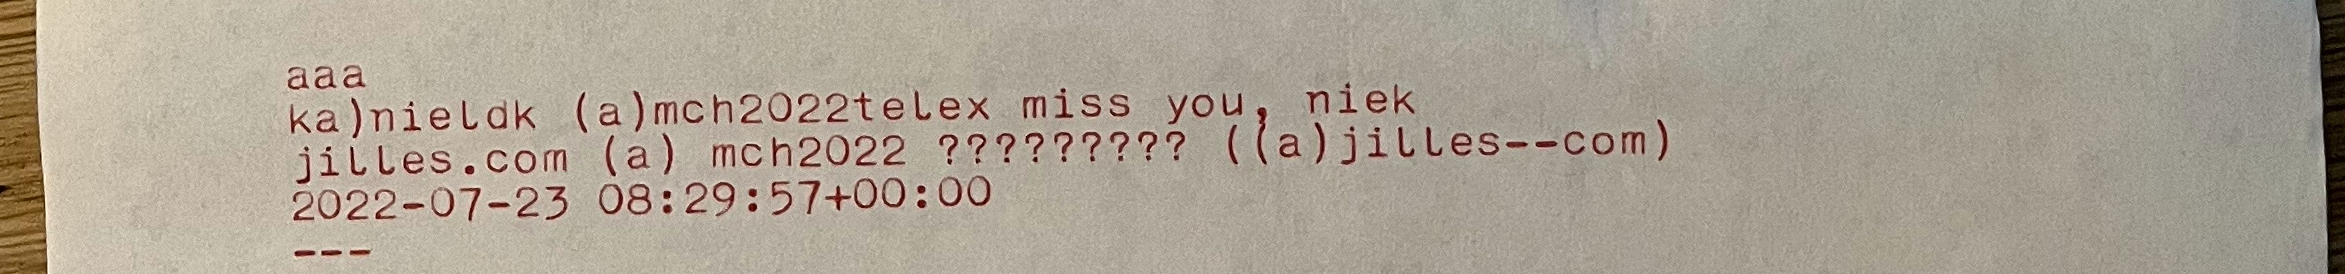 aaa
ka)nieldk (a)mch2022telex miss you, niek
jilles.com (a) mch2022 ????????? ((a)jilles--com)
2022-07-23 08:29:57+00:00
---